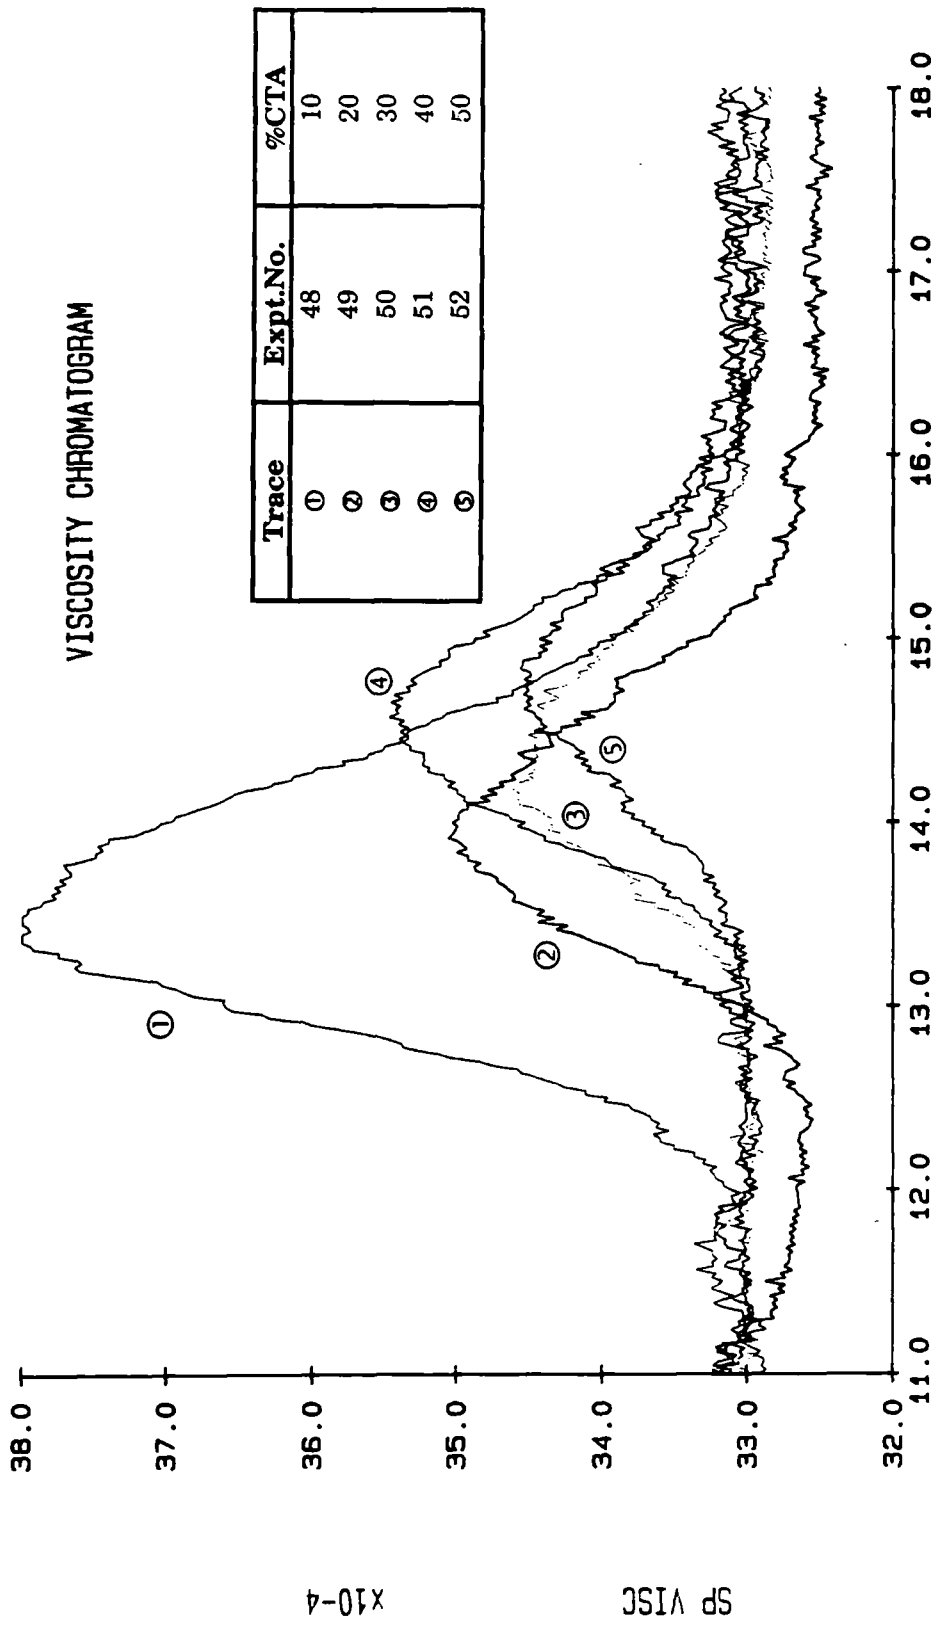 VISCOSITY CHROMATOGRAM
Trace Expt.No. %CTA
① 48 10
② 49 20
③ 50 30
④ 51 40
⑤ 52 50
①
②
③
④
⑤
38.0
37.0
36.0
35.0
34.0
33.0
32.0
x10-4
SP VISC
11.0 12.0 13.0 14.0 15.0 16.0 17.0 18.0